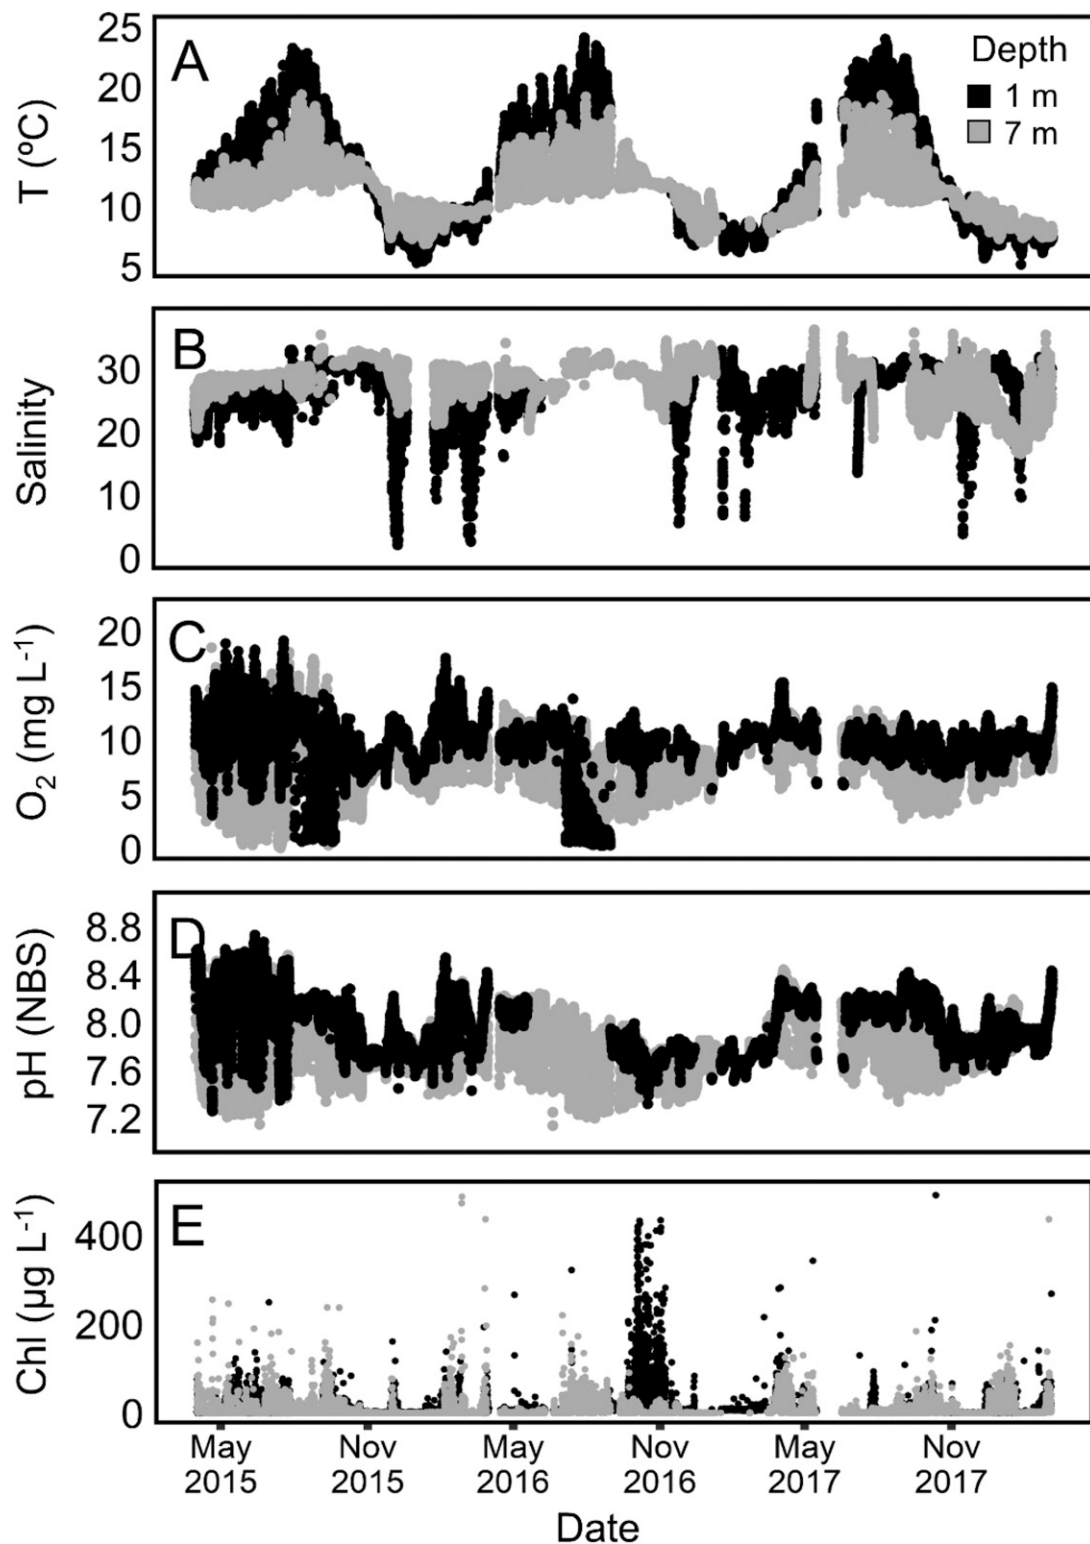 A
T (ºC)
25
20
15
10
5
Depth
1 m
7 m
B
Salinity
30
20
10
0
C
O₂ (mg L⁻¹)
20
15
10
5
0
D
pH (NBS)
8.8
8.4
8.0
7.6
7.2
E
Chl (µg L⁻¹)
400
200
0
May Nov May Nov May Nov
2015 2015 2016 2016 2017 2017
Date